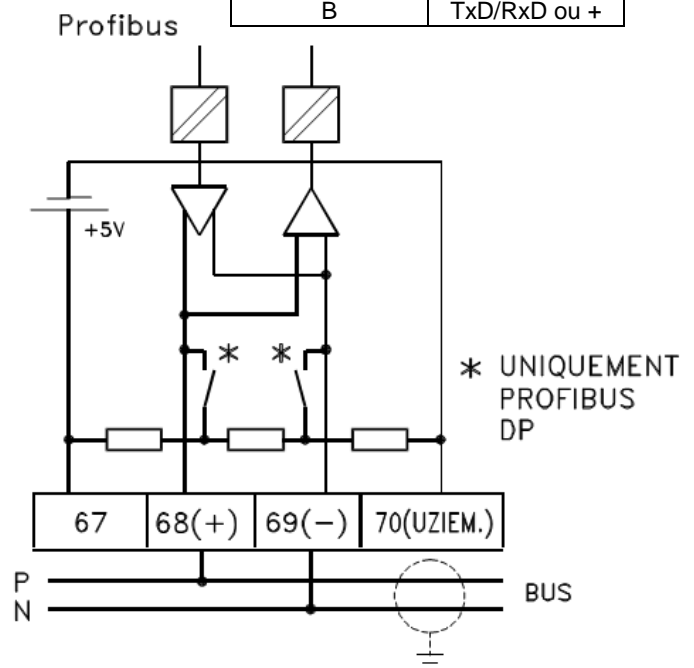 B TxD/RxD ou +
Profibus
+5V
* *
* UNIQUEMENT
PROFIBUS
DP
67 68(+) 69(-) 70(UZIEM.)
P
N
BUS